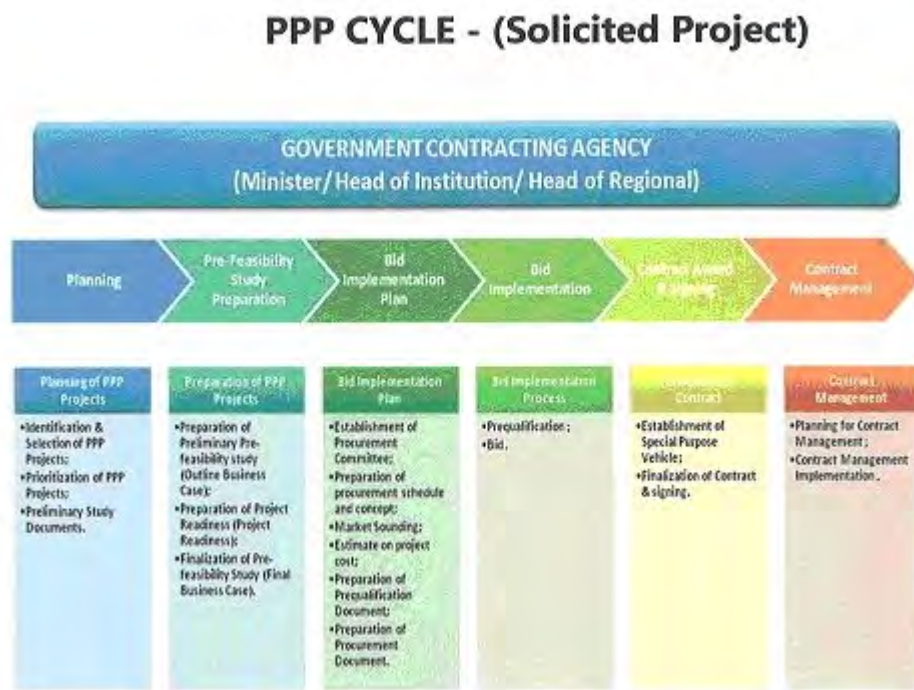 PPP CYCLE - (Solicited Project)
GOVERNMENT CONTRACTING AGENCY
(Minister/ Head of Institution/ Head of Regional)
Planning
Pre-Feasibility
Study
Preparation
Bid
Implementation
Plan
Bid
Implementation
Contract Award
Contract
Management
Planning of PPP
Projects
•Identification &
Selection of PPP
Projects;
•Prioritization of PPP
Projects;
•Preliminary Study
Documents.
Preparation of PPP
Projects
•Preparation of
Preliminary Pre-
feasibility study
(Outline Business
Case);
•Preparation of Project
Readiness (Project
Readiness);
•Finalization of Pre-
feasibility Study (Final
Business Case).
Bid Implementation
Plan
•Establishment of
Procurement
Committee;
•Preparation of
procurement schedule
and concept;
•Market Sounding;
•Estimate on project
cost;
•Preparation of
Prequalification
Document;
•Preparation of
Procurement
Document.
Bid Implementation
Process
•Prequalification ;
•Bid.
Contract
•Establishment of
Special Purpose
Vehicle;
•Finalization of Contract
& signing.
Contract
Management
•Planning for Contract
Management ;
•Contract Management
Implementation .